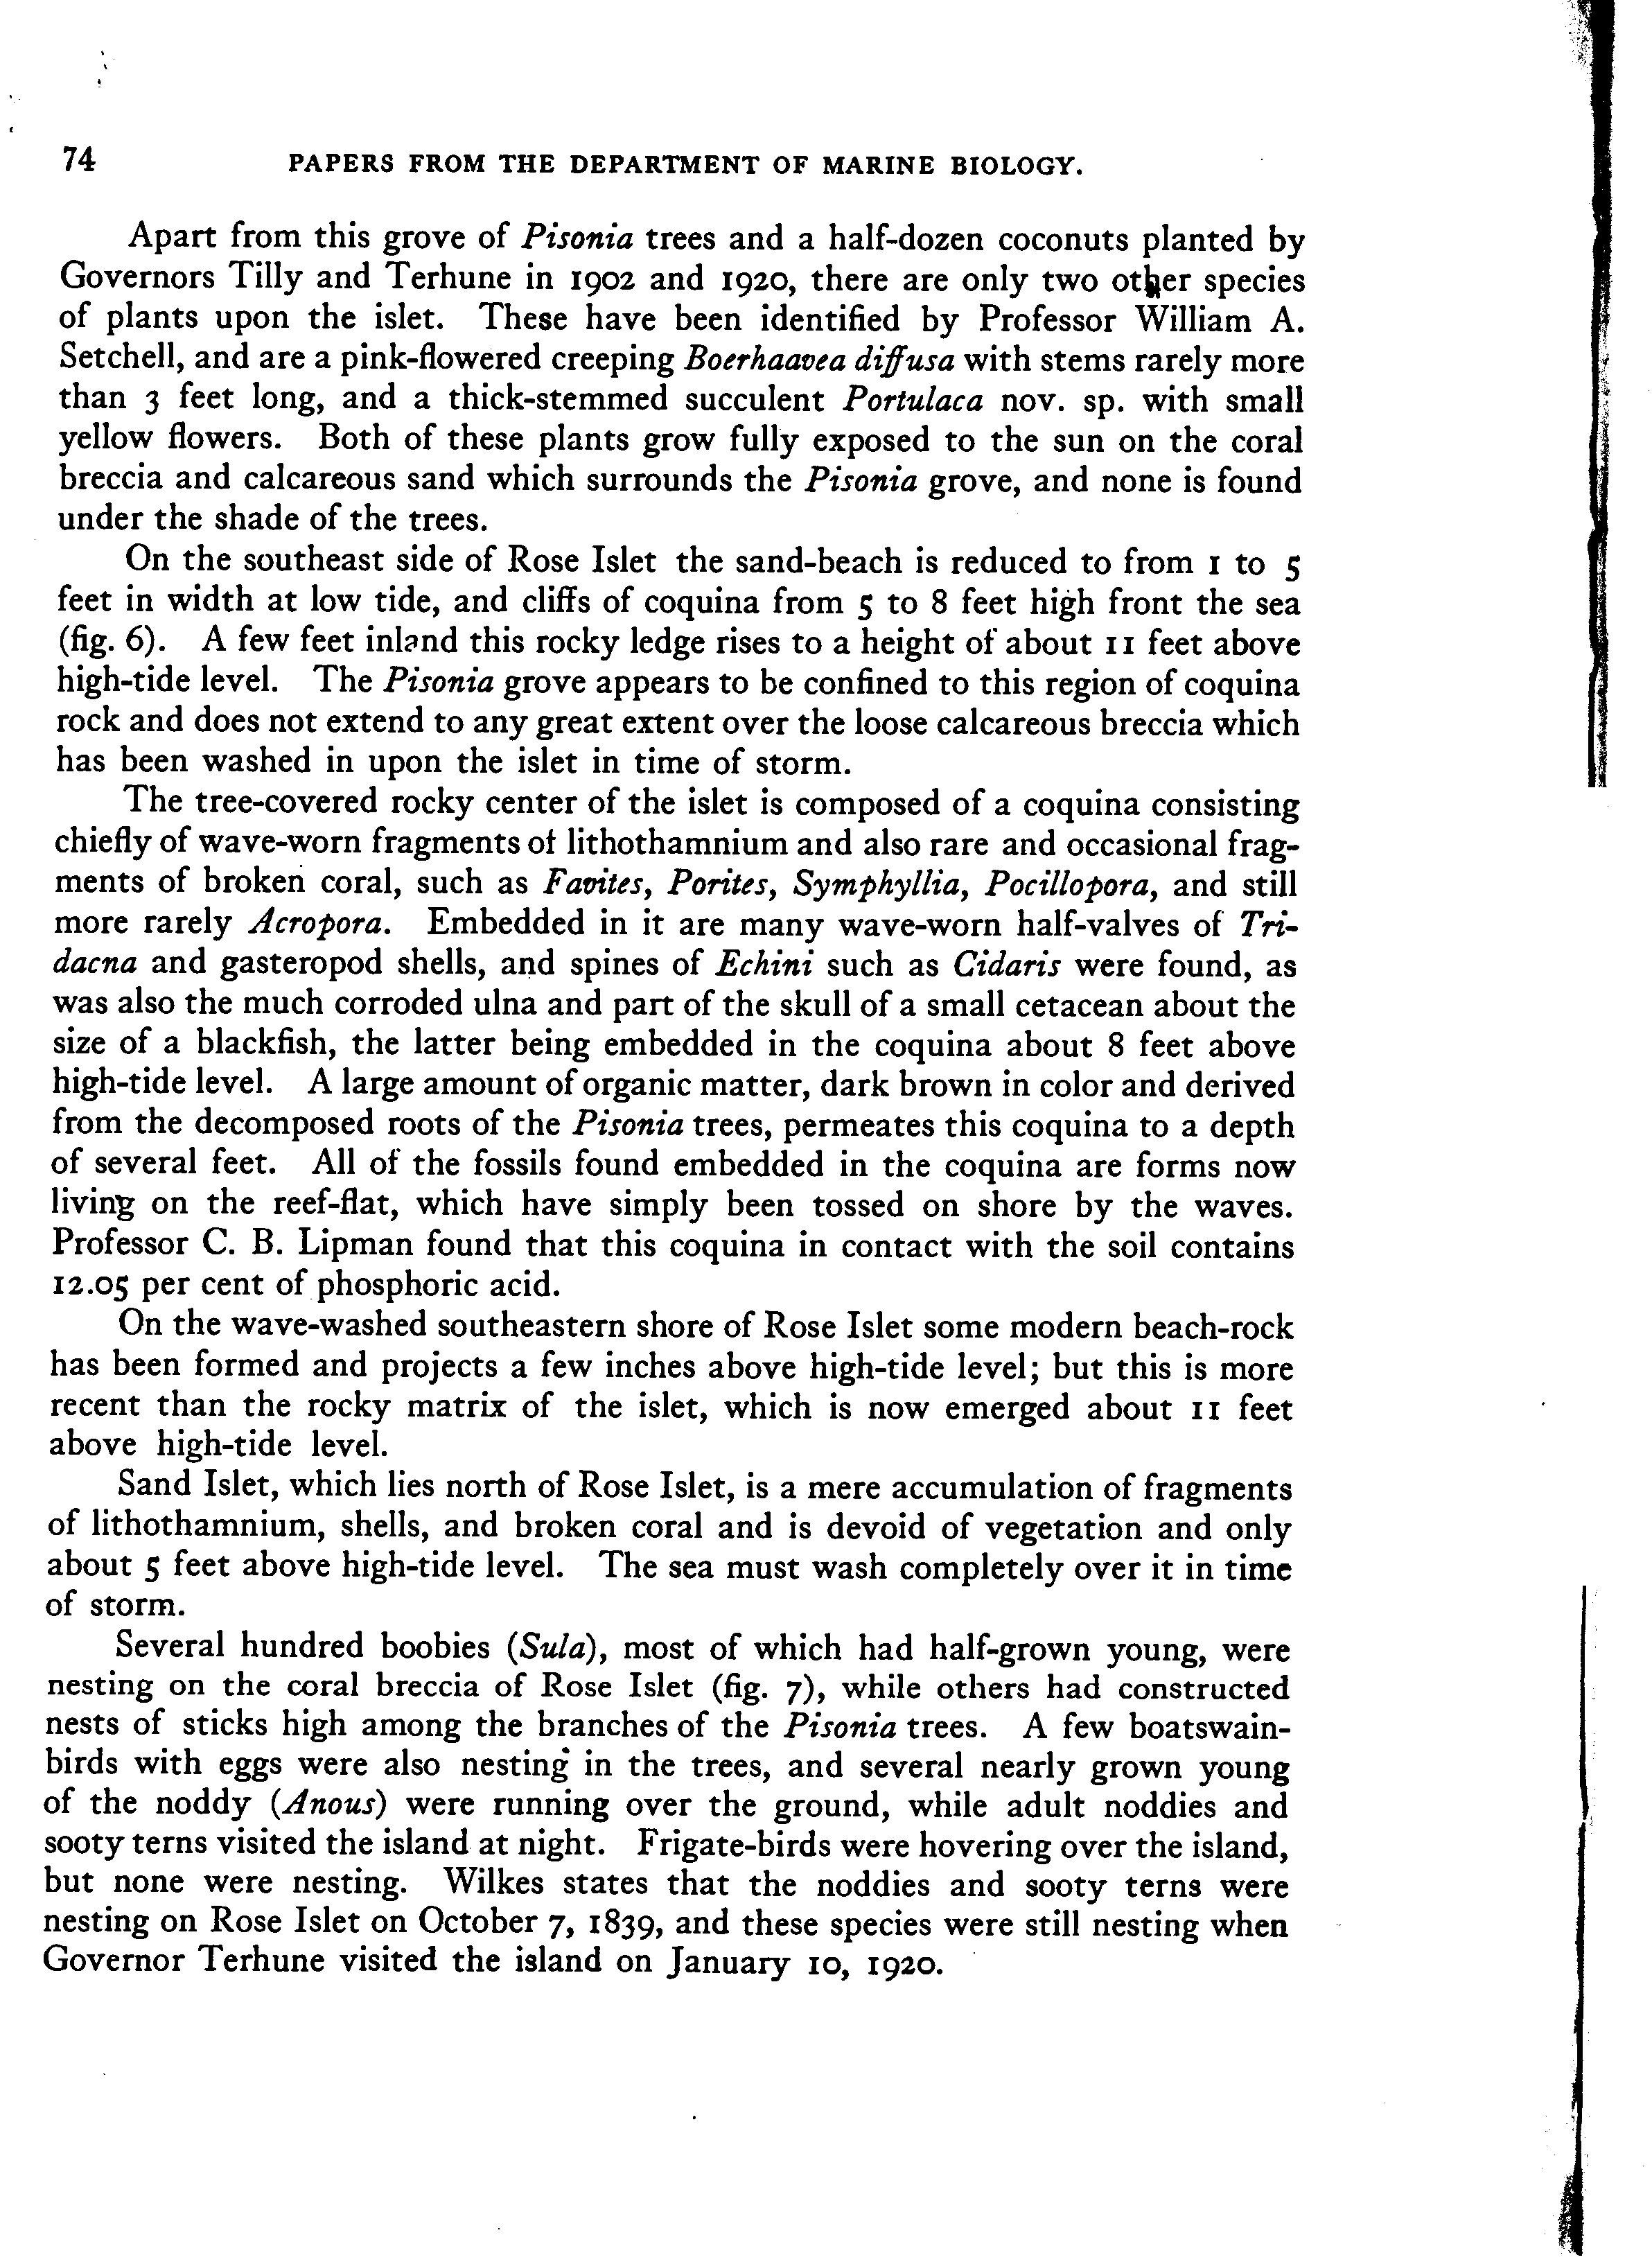 74 PAPERS FROM THE DEPARTMENT OF MARINE BIOLOGY.
Apart from this grove of Pisonia trees and a half-dozen coconuts planted by
Governors Tilly and Terhune in 1902 and 1920, there are only two other species
of plants upon the islet. These have been identified by Professor William A.
Setchell, and are a pink-flowered creeping Boerhaavea diffusa with stems rarely more
than 3 feet long, and a thick-stemmed succulent Portulaca nov. sp. with small
yellow flowers. Both of these plants grow fully exposed to the sun on the coral
breccia and calcareous sand which surrounds the Pisonia grove, and none is found
under the shade of the trees.
On the southeast side of Rose Islet the sand-beach is reduced to from 1 to 5
feet in width at low tide, and cliffs of coquina from 5 to 8 feet high front the sea
(fig. 6). A few feet inland this rocky ledge rises to a height of about 11 feet above
high-tide level. The Pisonia grove appears to be confined to this region of coquina
rock and does not extend to any great extent over the loose calcareous breccia which
has been washed in upon the islet in time of storm.
The tree-covered rocky center of the islet is composed of a coquina consisting
chiefly of wave-worn fragments of lithothamnium and also rare and occasional frag-
ments of broken coral, such as Favites, Porites, Symphyllia, Pocillopora, and still
more rarely Acropora. Embedded in it are many wave-worn half-valves of Tri-
dacna and gasteropod shells, and spines of Echini such as Cidaris were found, as
was also the much corroded ulna and part of the skull of a small cetacean about the
size of a blackfish, the latter being embedded in the coquina about 8 feet above
high-tide level. A large amount of organic matter, dark brown in color and derived
from the decomposed roots of the Pisonia trees, permeates this coquina to a depth
of several feet. All of the fossils found embedded in the coquina are forms now
living on the reef-flat, which have simply been tossed on shore by the waves.
Professor C. B. Lipman found that this coquina in contact with the soil contains
12.05 per cent of phosphoric acid.
On the wave-washed southeastern shore of Rose Islet some modern beach-rock
has been formed and projects a few inches above high-tide level; but this is more
recent than the rocky matrix of the islet, which is now emerged about 11 feet
above high-tide level.
Sand Islet, which lies north of Rose Islet, is a mere accumulation of fragments
of lithothamnium, shells, and broken coral and is devoid of vegetation and only
about 5 feet above high-tide level. The sea must wash completely over it in time
of storm.
Several hundred boobies (Sula), most of which had half-grown young, were
nesting on the coral breccia of Rose Islet (fig. 7), while others had constructed
nests of sticks high among the branches of the Pisonia trees. A few boatswain-
birds with eggs were also nesting in the trees, and several nearly grown young
of the noddy (Anous) were running over the ground, while adult noddies and
sooty terns visited the island at night. Frigate-birds were hovering over the island,
but none were nesting. Wilkes states that the noddies and sooty terns were
nesting on Rose Islet on October 7, 1839, and these species were still nesting when
Governor Terhune visited the island on January 10, 1920.